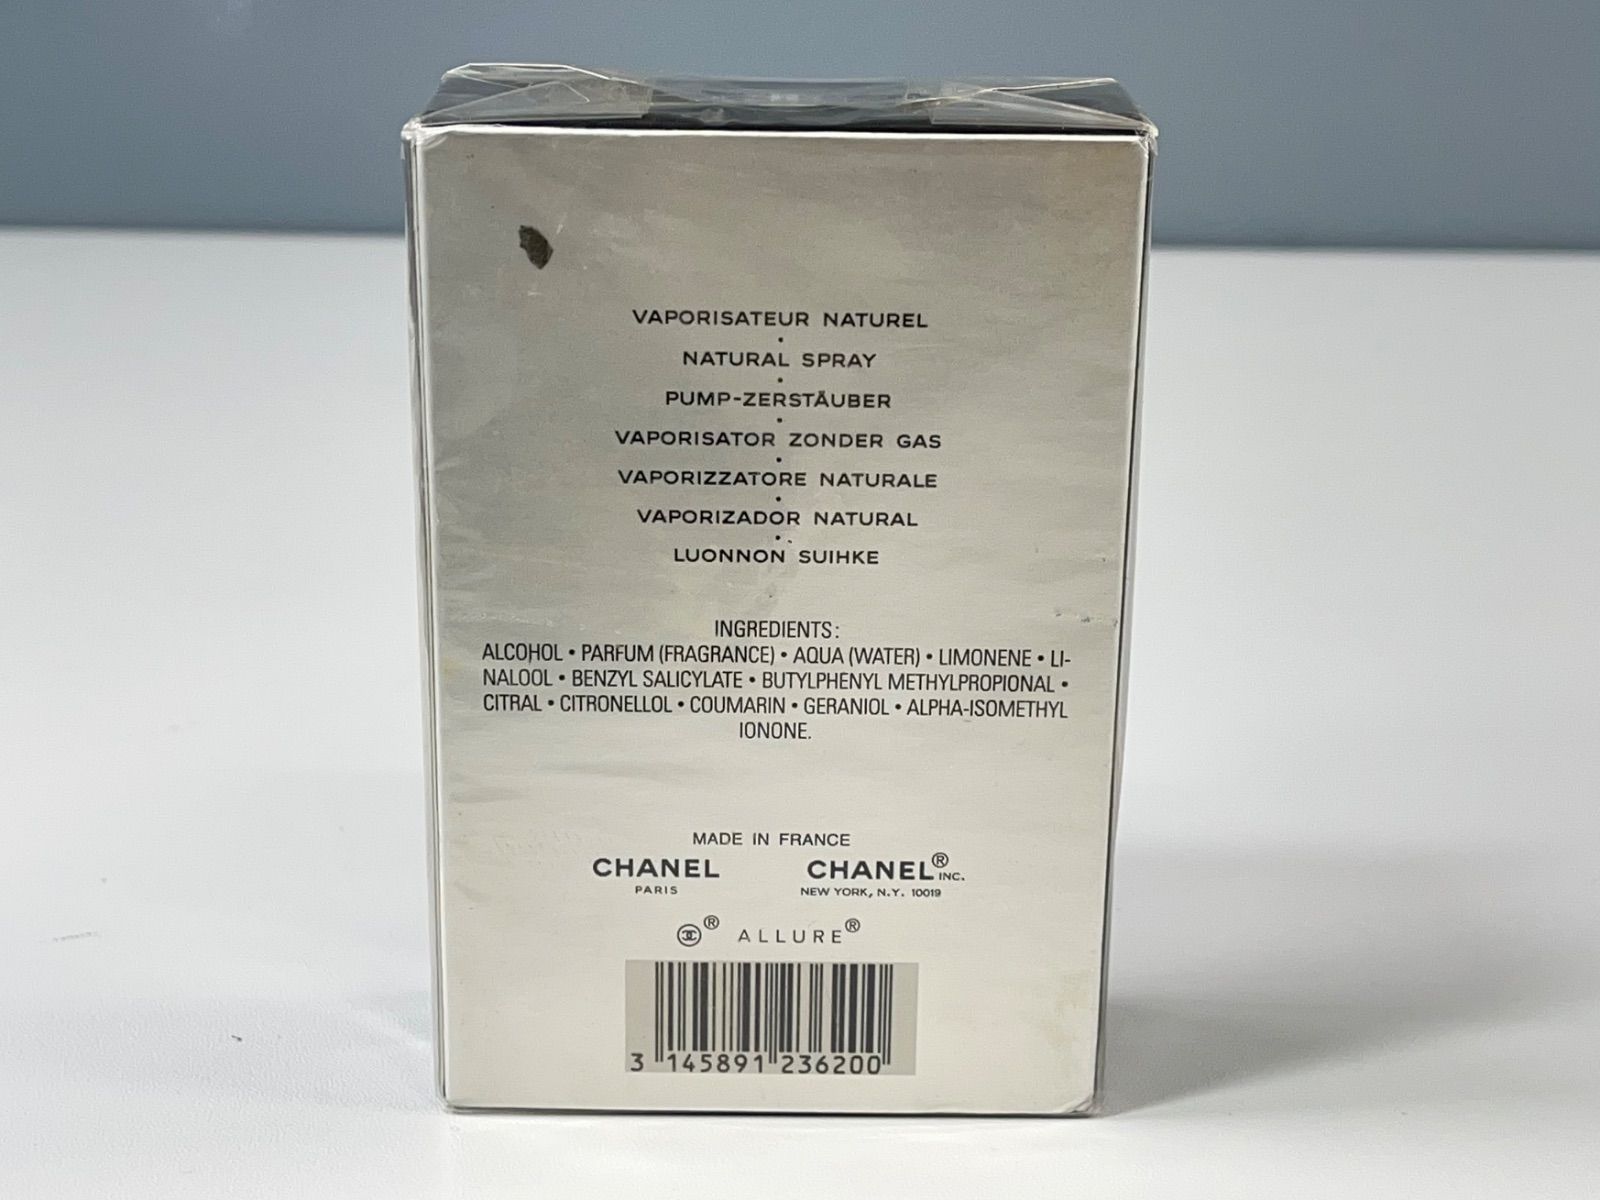 VAPORISATEUR NATUREL
•
NATURAL SPRAY
•
PUMP-ZERSTÄUBER
•
VAPORISATOR ZONDER GAS
•
VAPORIZZATORE NATURALE
•
VAPORIZADOR NATURAL
•
LUONNON SUIHKE
INGREDIENTS:
ALCOHOL • PARFUM (FRAGRANCE) • AQUA (WATER) • LIMONENE • LI-
NALOOL • BENZYL SALICYLATE • BUTYLPHENYL METHYLPROPIONAL •
CITRAL • CITRONELLOL • COUMARIN • GERANIOL • ALPHA-ISOMETHYL
IONONE.
MADE IN FRANCE
CHANEL CHANEL® INC.
PARIS NEW YORK, N.Y. 10019
® ALLURE®
3 145891 236200